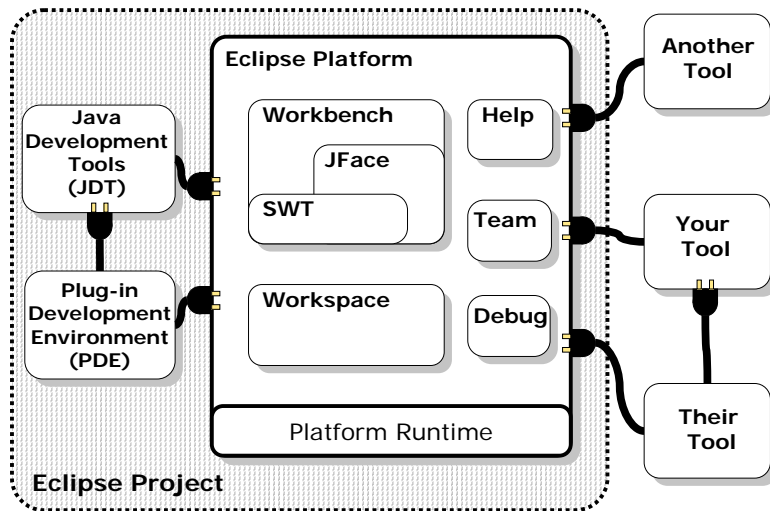 Eclipse Platform
Another
Tool
Workbench
Help
Java
Development
Tools
(JDT)
JFace
SWT
Team
Your
Tool
Plug-in
Development
Environment
(PDE)
Workspace
Debug
Their
Tool
Platform Runtime
Eclipse Project